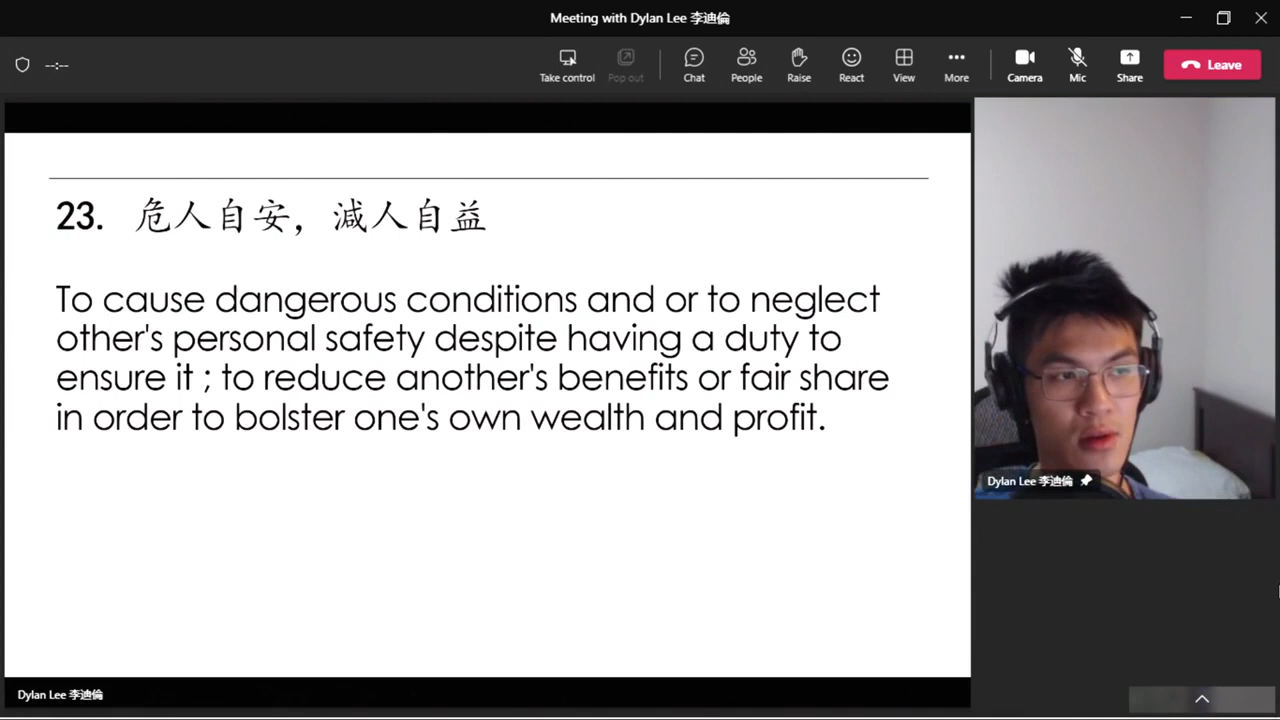 Meeting with Dylan Lee 李迪倫
--:--
Take control
Pop out
Chat
People
Raise
React
View
More
Camera
Mic
Share
Leave
23. 危人自安，減人自益
To cause dangerous conditions and or to neglect
other's personal safety despite having a duty to
ensure it ; to reduce another's benefits or fair share
in order to bolster one's own wealth and profit.
Dylan Lee 李迪倫
Dylan Lee 李迪倫